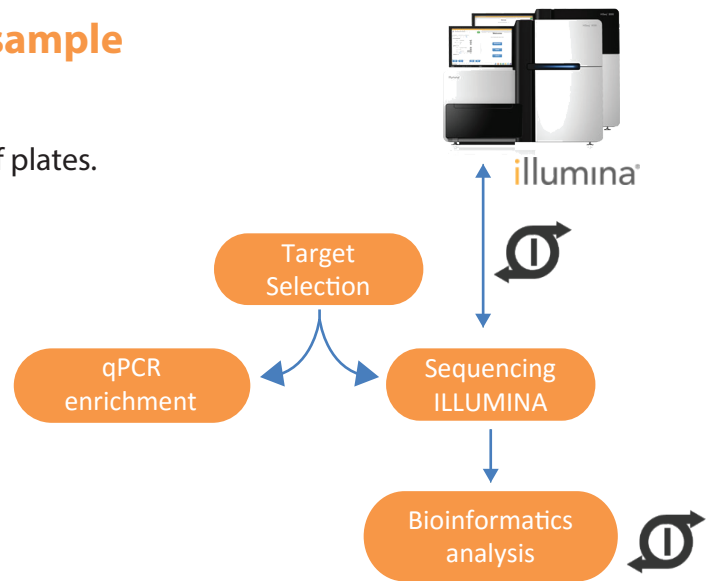 sample
f plates.
illumina®
Target
Selection
qPCR
enrichment
Sequencing
ILLUMINA
Bioinformatics
analysis